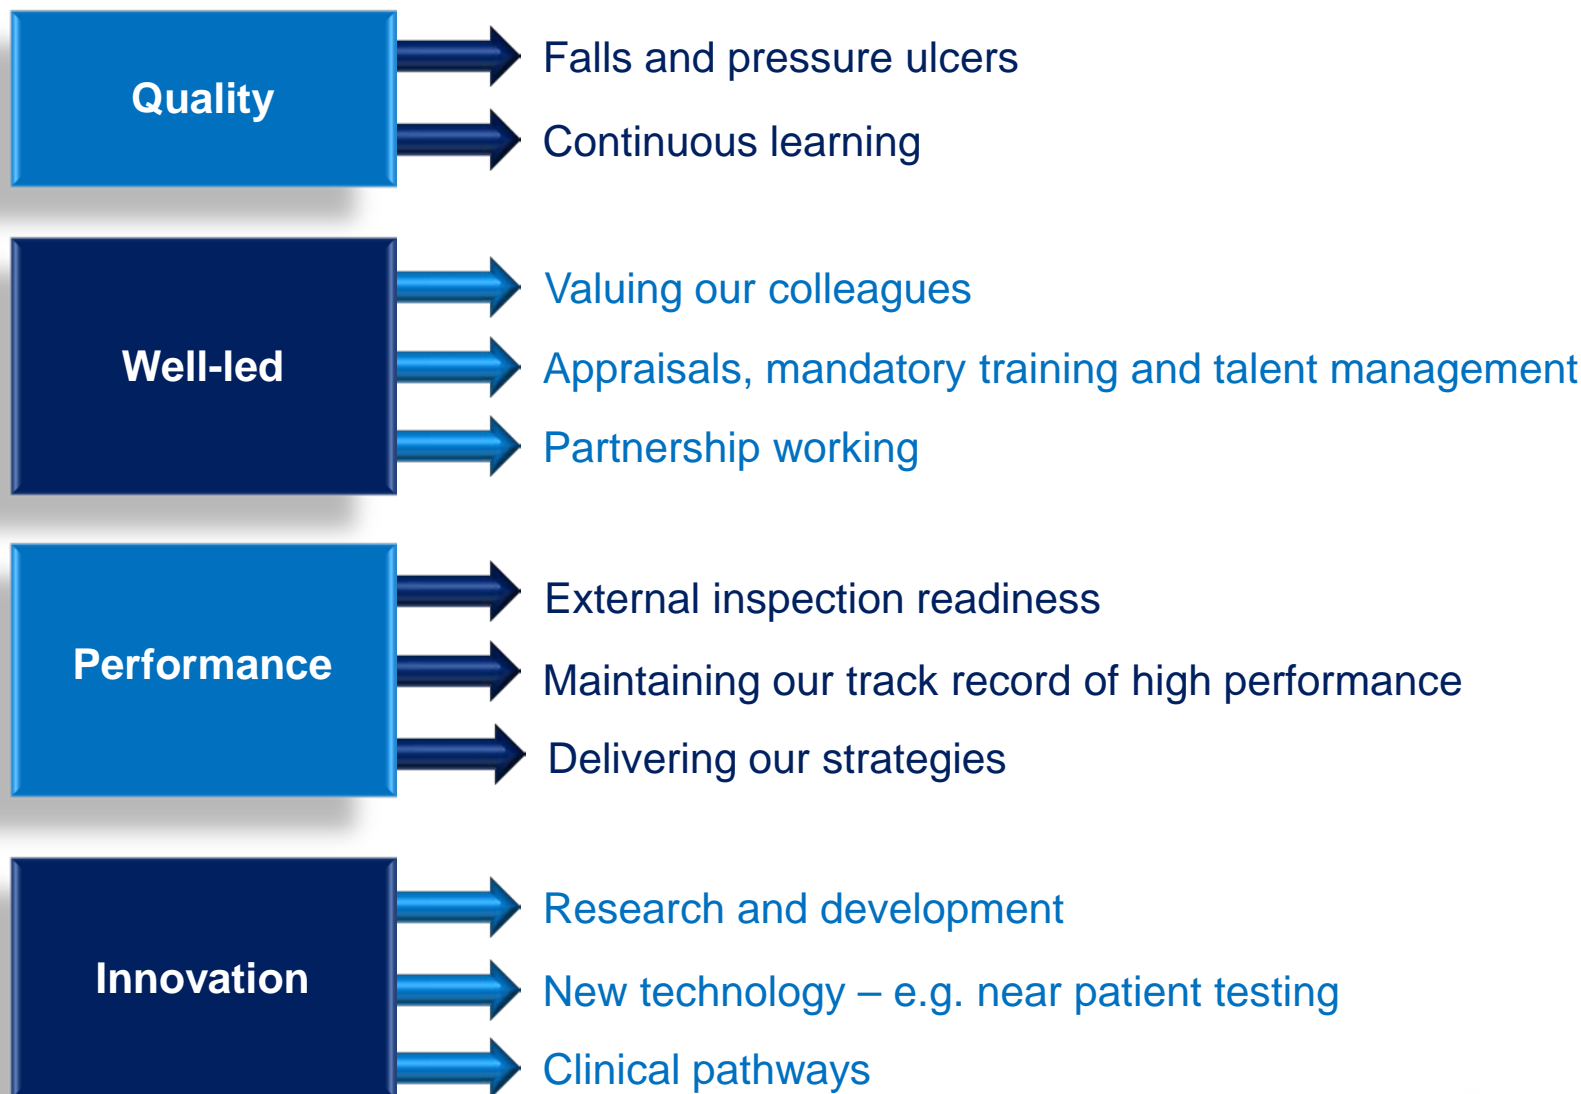 Quality
Falls and pressure ulcers
Continuous learning
Well-led
Valuing our colleagues
Appraisals, mandatory training and talent management
Partnership working
Performance
External inspection readiness
Maintaining our track record of high performance
Delivering our strategies
Innovation
Research and development
New technology – e.g. near patient testing
Clinical pathways